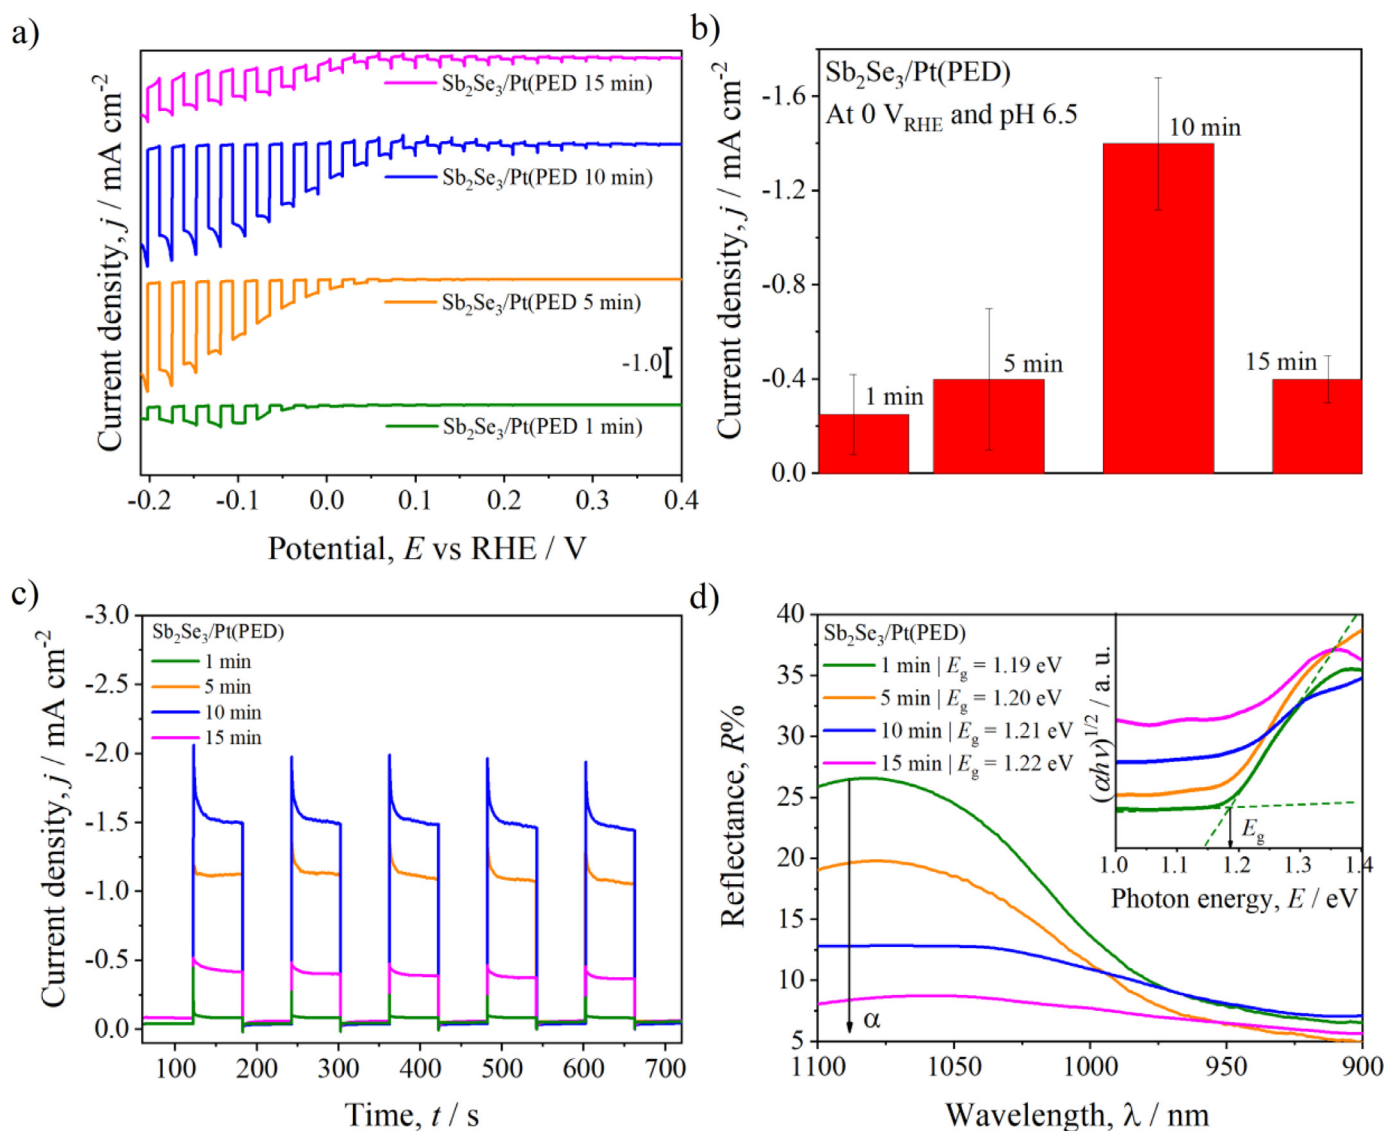 a)
Current density, j / mA cm-2
Sb2Se3/Pt(PED 15 min)
Sb2Se3/Pt(PED 10 min)
Sb2Se3/Pt(PED 5 min)
-1.0
Sb2Se3/Pt(PED 1 min)
-0.2 -0.1 0.0 0.1 0.2 0.3 0.4
Potential, E vs RHE / V
b)
Current density, j / mA cm-2
-1.6
-1.2
-0.8
-0.4
0.0
Sb2Se3/Pt(PED)
At 0 VRHE and pH 6.5
10 min
5 min
15 min
1 min
c)
Current density, j / mA cm-2
-3.0
-2.5
-2.0
-1.5
-1.0
-0.5
0.0
Sb2Se3/Pt(PED)
1 min
5 min
10 min
15 min
100 200 300 400 500 600 700
Time, t / s
d)
Reflectance, R%
40
35
30
25
20
15
10
5
Sb2Se3/Pt(PED)
1 min | Eg = 1.19 eV
5 min | Eg = 1.20 eV
10 min | Eg = 1.21 eV
15 min | Eg = 1.22 eV
α
(αhν)1/2 / a. u.
Eg
1.0 1.1 1.2 1.3 1.4
Photon energy, E / eV
1100 1050 1000 950 900
Wavelength, λ / nm